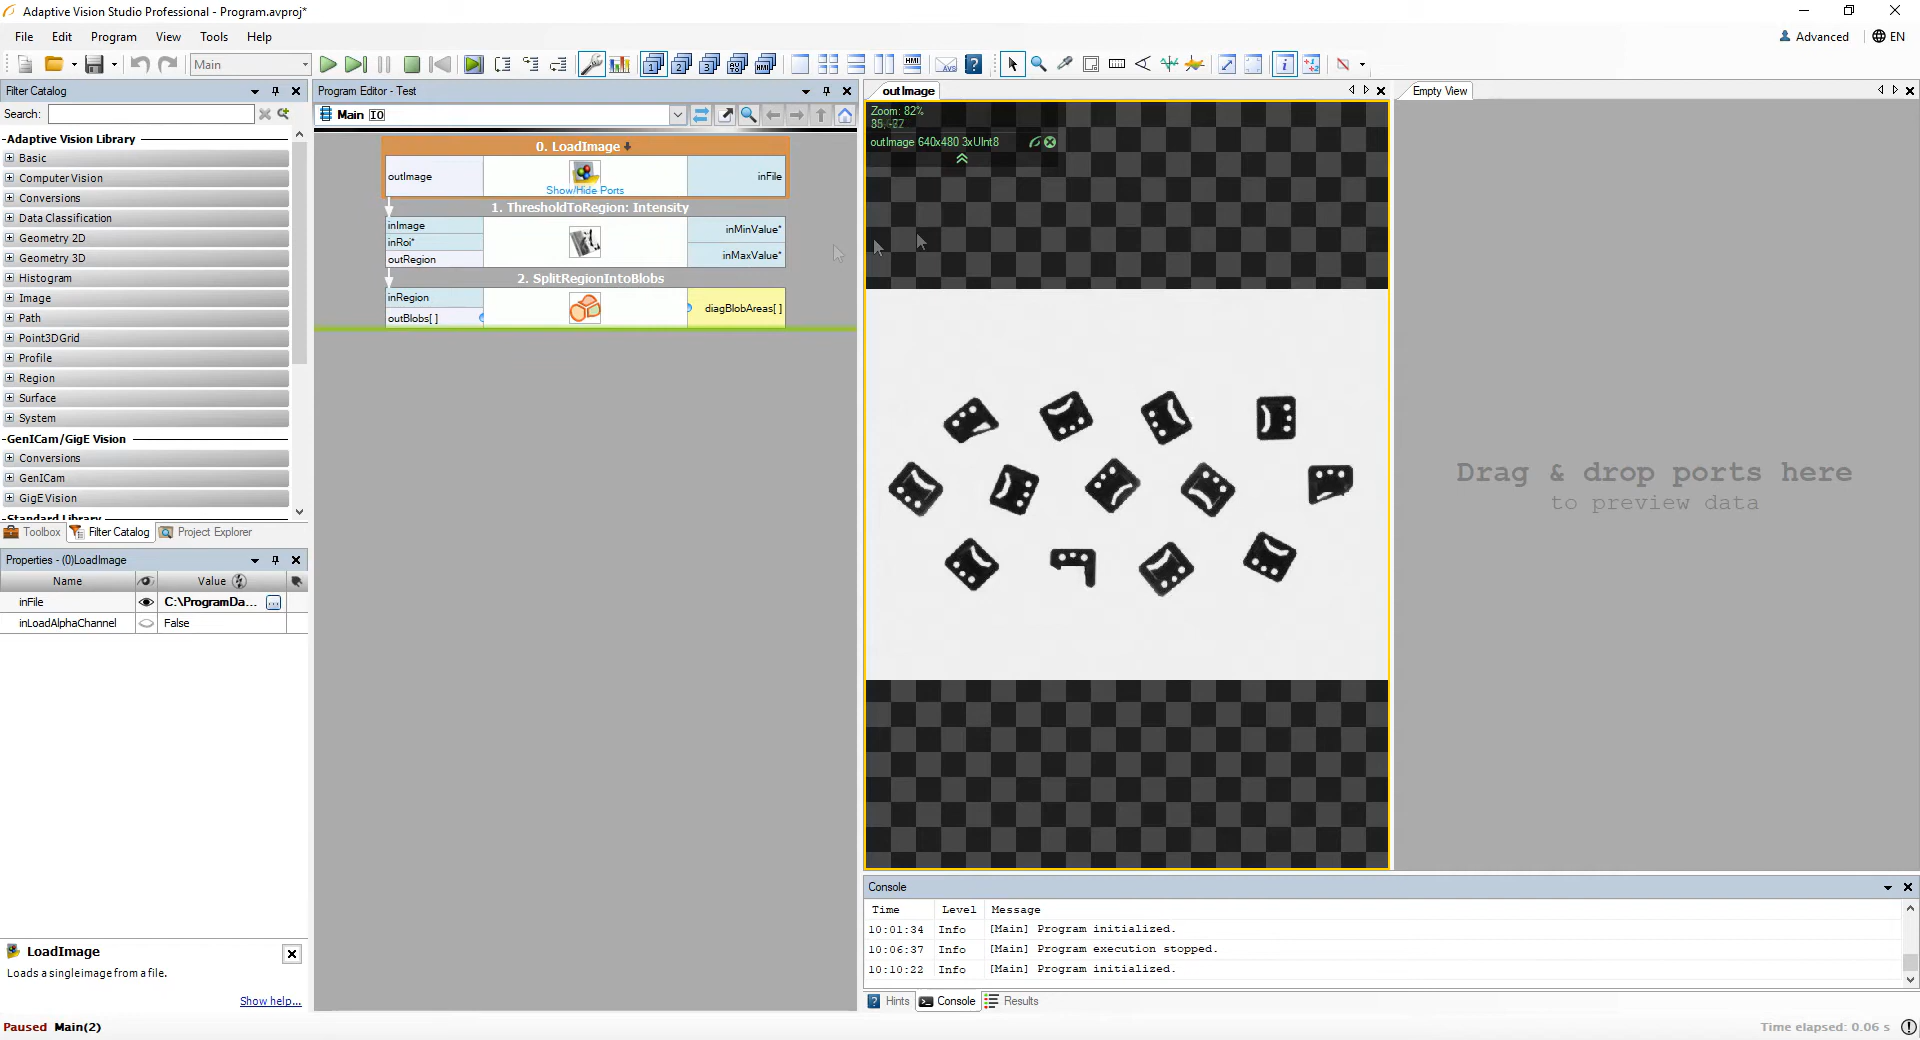 Adaptive Vision Studio Professional - Program.avproj*
File Edit Program View Tools Help
Advanced EN
Main
Filter Catalog
Search:
Adaptive Vision Library
Basic
Computer Vision
Conversions
Data Classification
Geometry 2D
Geometry 3D
Histogram
Image
Path
Point3DGrid
Profile
Region
Surface
System
GenICam/GigE Vision
Conversions
GenICam
GigEVision
Standard Library
Toolbox Filter Catalog Project Explorer
Properties - (0)LoadImage
Name Value
inFile C:\ProgramDa... ...
inLoadAlphaChannel False
LoadImage
Loads a single image from a file.
Show help...
Program Editor - Test
Main IO
0. LoadImage
outImage inFile
Show/Hide Ports
1. ThresholdToRegion: Intensity
inImage inMinValue*
inRoi*
outRegion inMaxValue*
2. SplitRegionIntoBlobs
inRegion
outBlobs[ ] diagBlobAreas[ ]
outImage
Zoom: 82%
outImage 640x480 3xUInt8
Empty View
Drag & drop ports here
to preview data
Console
Time Level Message
10:01:34 Info [Main] Program initialized.
10:06:37 Info [Main] Program execution stopped.
10:10:22 Info [Main] Program initialized.
Hints Console Results
Paused Main(2)
Time elapsed: 0.06 s